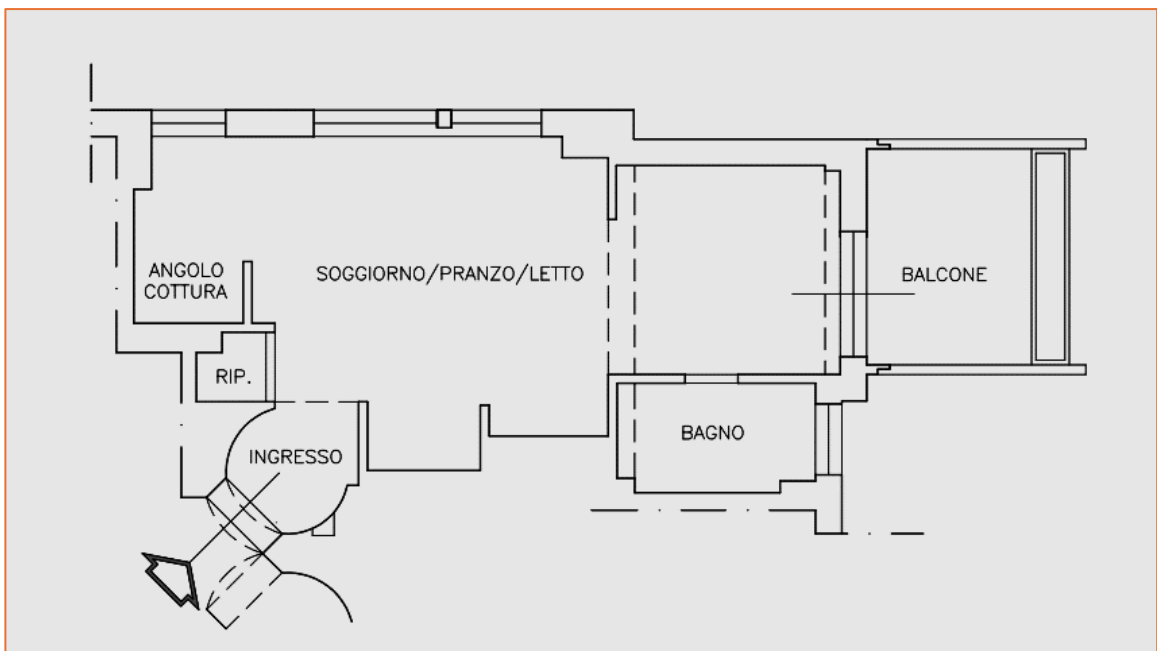 ANGOLO
COTTURA
SOGGIORNO/PRANZO/LETTO
BALCONE
RIP.
BAGNO
INGRESSO